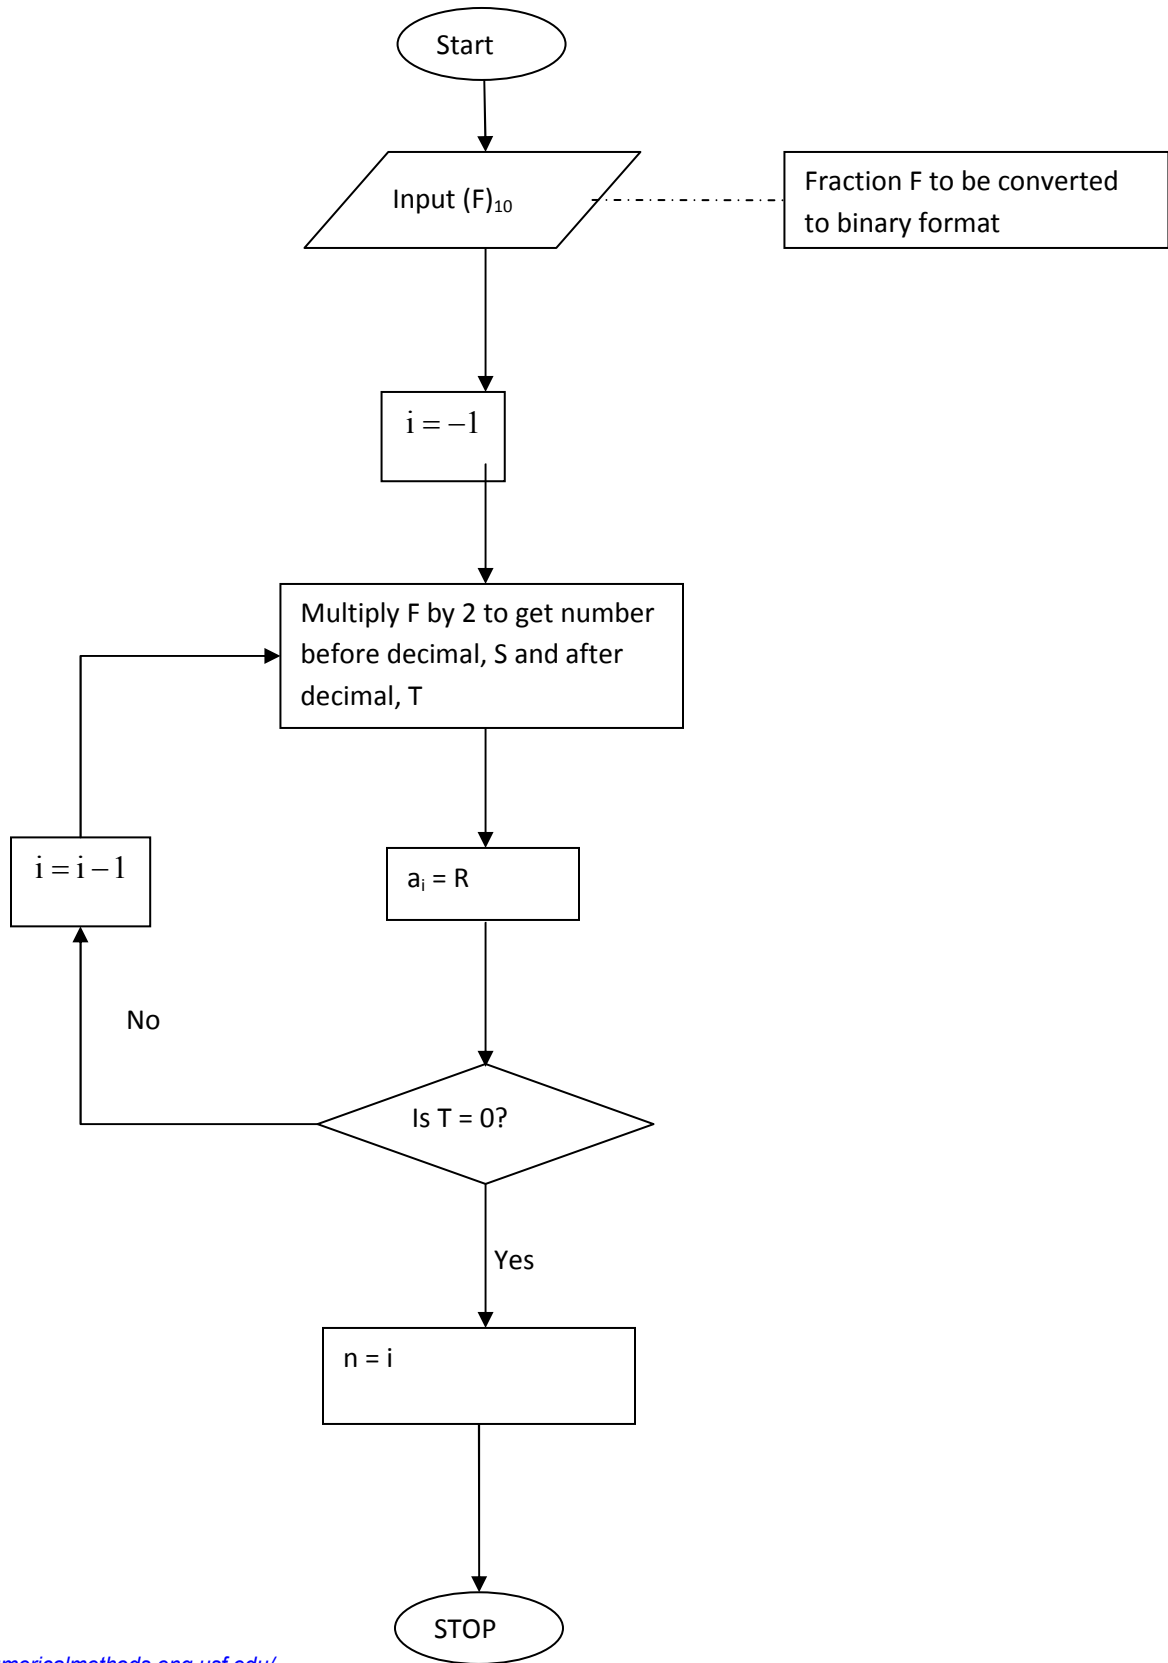 Start
Input (F)₁₀
Fraction F to be converted
to binary format
i = −1
Multiply F by 2 to get number
before decimal, S and after
decimal, T
i = i − 1
aᵢ = R
No
Is T = 0?
Yes
n = i
STOP